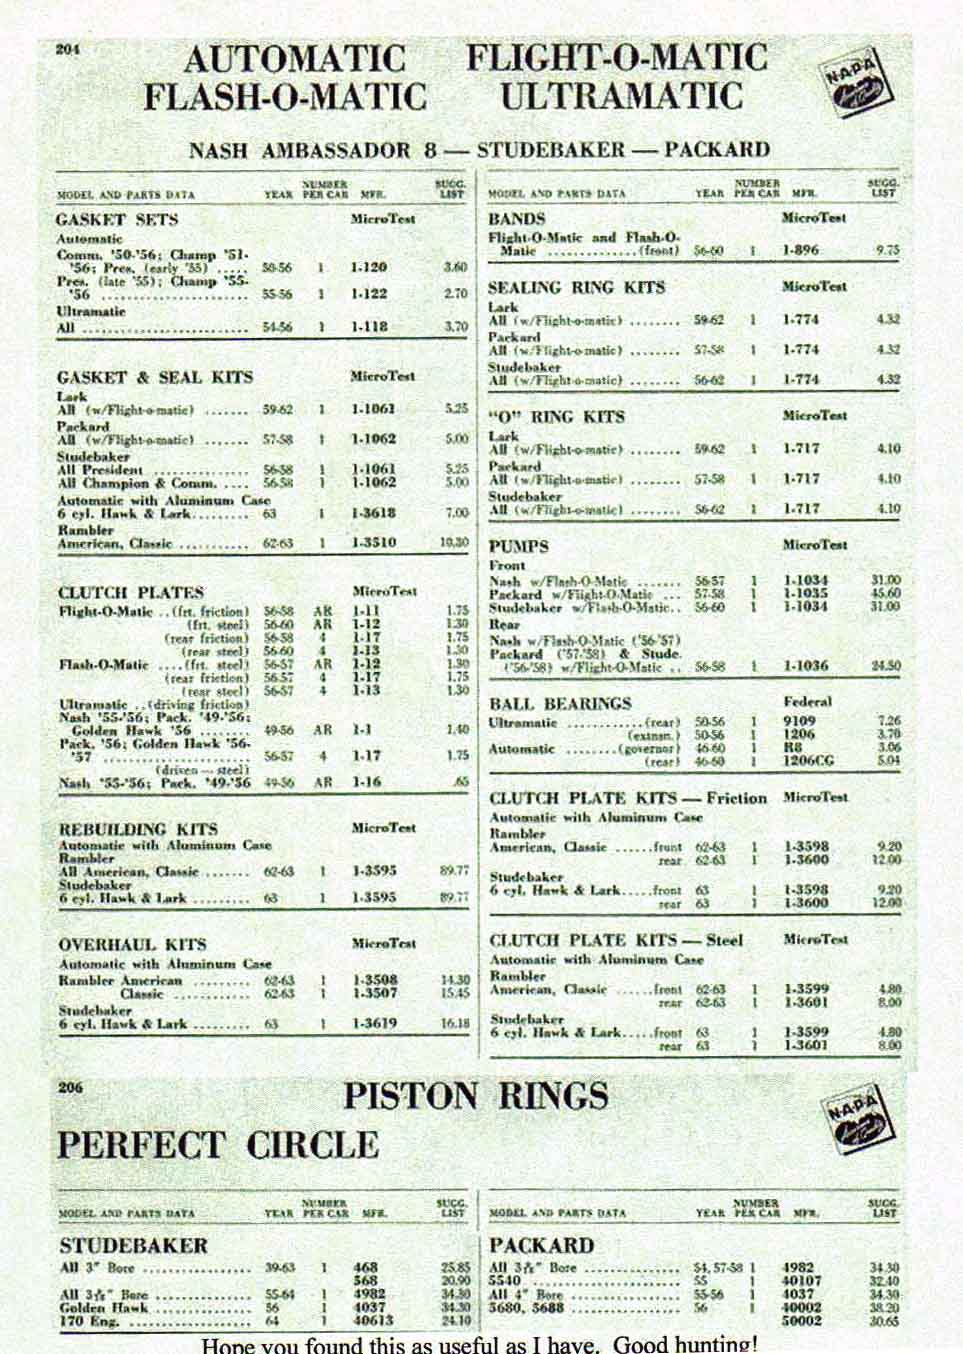 204
AUTOMATIC FLIGHT-O-MATIC
FLASH-O-MATIC ULTRAMATIC
NAPA
NASH AMBASSADOR 8 — STUDEBAKER — PACKARD
MODEL AND PARTS DATA YEAR NUMBER PER CAR MFR. SUGG. LIST
GASKET SETS MicroTest
Automatic
Comm. '50-'56; Champ '51-
'56; Pres. (early '55) ..... 50-56 1 1-120 3.60
Pres. (late '55); Champ '55-
'56 ....................... 55-56 1 1-122 2.70
Ultramatic
All .......................... 54-56 1 1-118 3.70
GASKET & SEAL KITS MicroTest
Lark
All (w/Flight-o-matic) ....... 59-62 1 1-1061 5.25
Packard
All (w/Flight-o-matic) ....... 57-58 1 1-1062 5.00
Studebaker
All President ............... 56-58 1 1-1061 5.25
All Champion & Comm. .... 56-58 1 1-1062 5.00
Automatic with Aluminum Case
6 cyl. Hawk & Lark......... 63 1 1-3618 7.00
Rambler
American, Classic ........... 62-63 1 1-3510 10.30
CLUTCH PLATES MicroTest
Flight-O-Matic ..(frt. friction) 56-58 AR 1-11 1.75
(frt. steel) 56-60 AR 1-12 1.30
(rear friction) 56-58 4 1-17 1.75
(rear steel) 56-60 4 1-13 1.30
Flash-O-Matic ....(frt. steel) 56-57 AR 1-12 1.30
(rear friction) 56-57 4 1-17 1.75
(rear steel) 56-57 4 1-13 1.30
Ultramatic ..(driving friction)
Nash '55-'56; Pack. '49-'56;
Golden Hawk '56 ........ 49-56 AR 1-1 1.40
Pack. '56; Golden Hawk '56-
'57 ....................... 56-57 4 1-17 1.75
(driven — steel)
Nash '55-'56; Pack. '49-'56 49-56 AR 1-16 .65
REBUILDING KITS MicroTest
Automatic with Aluminum Case
Rambler
All American, Classic ....... 62-63 1 1-3595 89.77
Studebaker
6 cyl. Hawk & Lark ......... 63 1 1-3595 89.77
OVERHAUL KITS MicroTest
Automatic with Aluminum Case
Rambler American ......... 62-63 1 1-3508 14.30
Classic ............ 62-63 1 1-3507 15.45
Studebaker
6 cyl. Hawk & Lark ......... 63 1 1-3619 16.18
MODEL AND PARTS DATA YEAR NUMBER PER CAR MFR. SUGG. LIST
BANDS MicroTest
Flight-O-Matic and Flash-O-
Matic ..............(front) 56-60 1 1-896 9.75
SEALING RING KITS MicroTest
Lark
All (w/Flight-o-matic) ........ 59-62 1 1-774 4.32
Packard
All (w/Flight-o-matic) ........ 57-58 1 1-774 4.32
Studebaker
All (w/Flight-o-matic) ........ 56-62 1 1-774 4.32
"O" RING KITS MicroTest
Lark
All (w/Flight-o-matic) ........ 59-62 1 1-717 4.10
Packard
All (w/Flight-o-matic) ........ 57-58 1 1-717 4.10
Studebaker
All (w/Flight-o-matic) ........ 56-62 1 1-717 4.10
PUMPS MicroTest
Front
Nash w/Flash-O-Matic ....... 56-57 1 1-1034 31.00
Packard w/Flight-O-Matic ... 57-58 1 1-1035 45.60
Studebaker w/Flash-O-Matic.. 56-60 1 1-1034 31.00
Rear
Nash w/Flash-O-Matic ('56-'57)
Packard ('57-'58) & Stude.
('56-'58) w/Flight-O-Matic .. 56-58 1 1-1036 24.50
BALL BEARINGS Federal
Ultramatic ............(rear) 50-56 1 9109 7.26
(extnsn.) 50-56 1 1206 3.70
Automatic ........(governor) 46-60 1 R8 3.06
(rear) 46-60 1 1206CG 5.04
CLUTCH PLATE KITS — Friction MicroTest
Automatic with Aluminum Case
Rambler
American, Classic ......front 62-63 1 1-3598 9.20
rear 62-63 1 1-3600 12.00
Studebaker
6 cyl. Hawk & Lark.....front 63 1 1-3598 9.20
rear 63 1 1-3600 12.00
CLUTCH PLATE KITS — Steel MicroTest
Automatic with Aluminum Case
Rambler
American, Classic ......front 62-63 1 1-3599 4.80
rear 62-63 1 1-3601 8.00
Studebaker
6 cyl. Hawk & Lark.....front 63 1 1-3599 4.80
rear 63 1 1-3601 8.00
206
PISTON RINGS
NAPA
PERFECT CIRCLE
MODEL AND PARTS DATA YEAR NUMBER PER CAR MFR. SUGG. LIST
STUDEBAKER
All 3" Bore ................ 39-63 1 468 25.85
568 20.90
All 3 9/16" Bore .............. 55-64 1 4982 34.30
Golden Hawk ............... 56 1 4037 34.30
170 Eng. ................... 64 1 40613 24.10
MODEL AND PARTS DATA YEAR NUMBER PER CAR MFR. SUGG. LIST
PACKARD
All Bore .............. 54, 57-58 1 4982 34.30
5540 ...................... 55 1 40107 32.40
All 4" Bore ................ 55-56 1 4037 34.30
5680, 5688 ................ 56 1 40002 38.20
50002 30.65
Hope you found this as useful as I have. Good hunting!